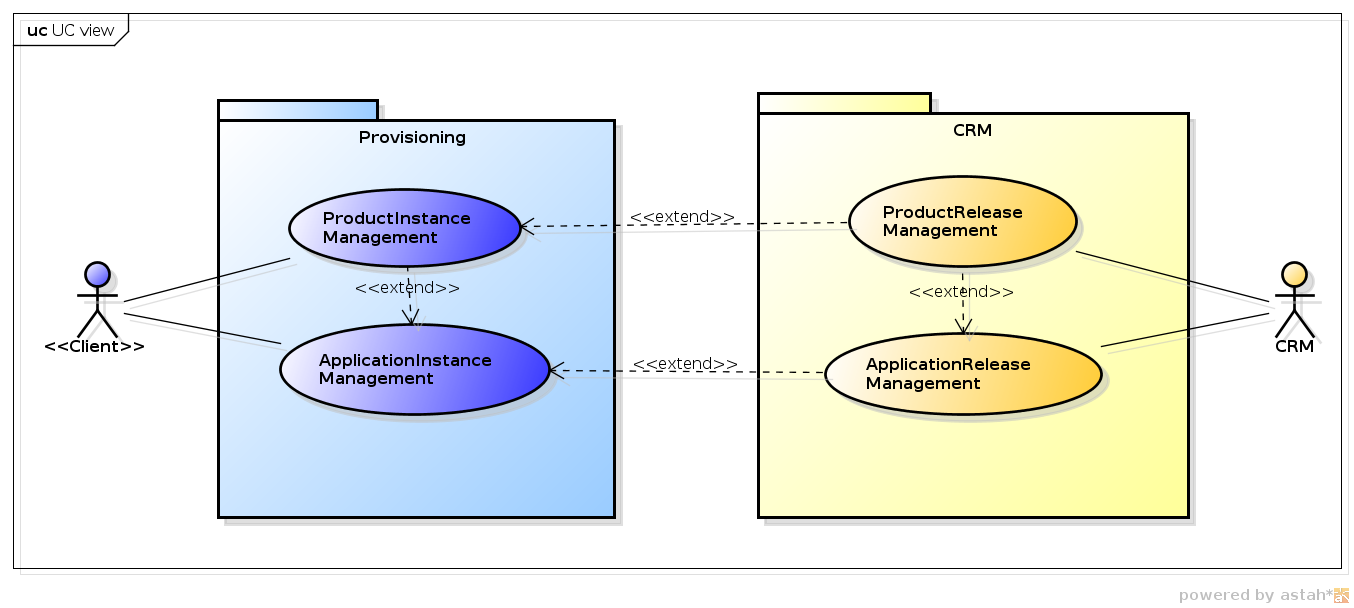 uc UC view
Provisioning
CRM
ProductInstance
Management
<<extend>>
ProductRelease
Management
<<extend>>
<<extend>>
<<Client>>
CRM
ApplicationInstance
Management
<<extend>>
ApplicationRelease
Management
powered by astah*